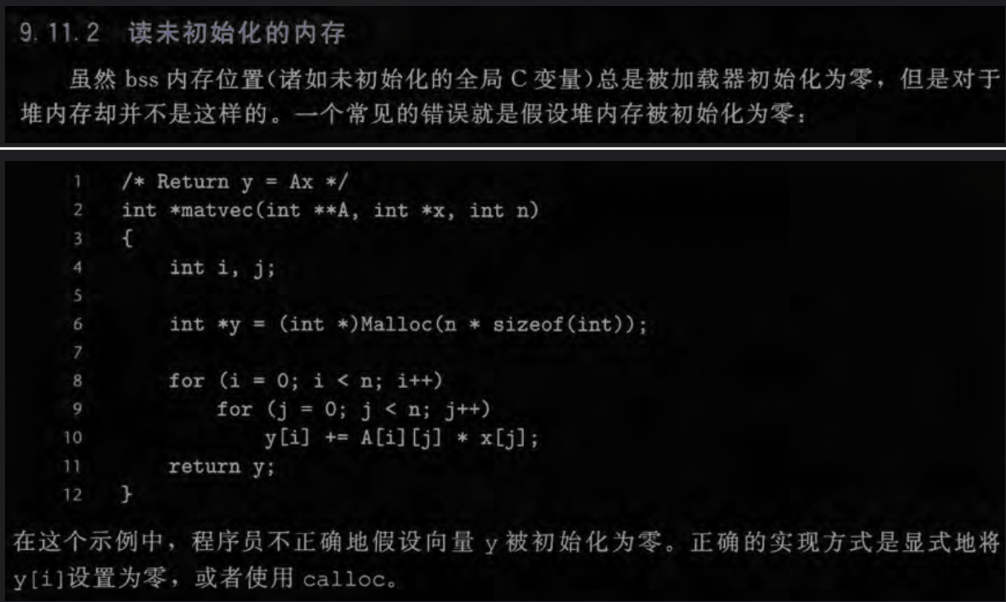 9.11.2 读未初始化的内存
虽然 bss 内存位置(诸如未初始化的全局 C 变量)总是被加载器初始化为零，但是对于
堆内存却并不是这样的。一个常见的错误就是假设堆内存被初始化为零：
1 /* Return y = Ax */
2 int *matvec(int **A, int *x, int n)
3 {
4 int i, j;
5
6 int *y = (int *)Malloc(n * sizeof(int));
7
8 for (i = 0; i < n; i++)
9 for (j = 0; j < n; j++)
10 y[i] += A[i][j] * x[j];
11 return y;
12 }
在这个示例中，程序员不正确地假设向量 y 被初始化为零。正确的实现方式是显式地将
y[i]设置为零，或者使用 calloc。